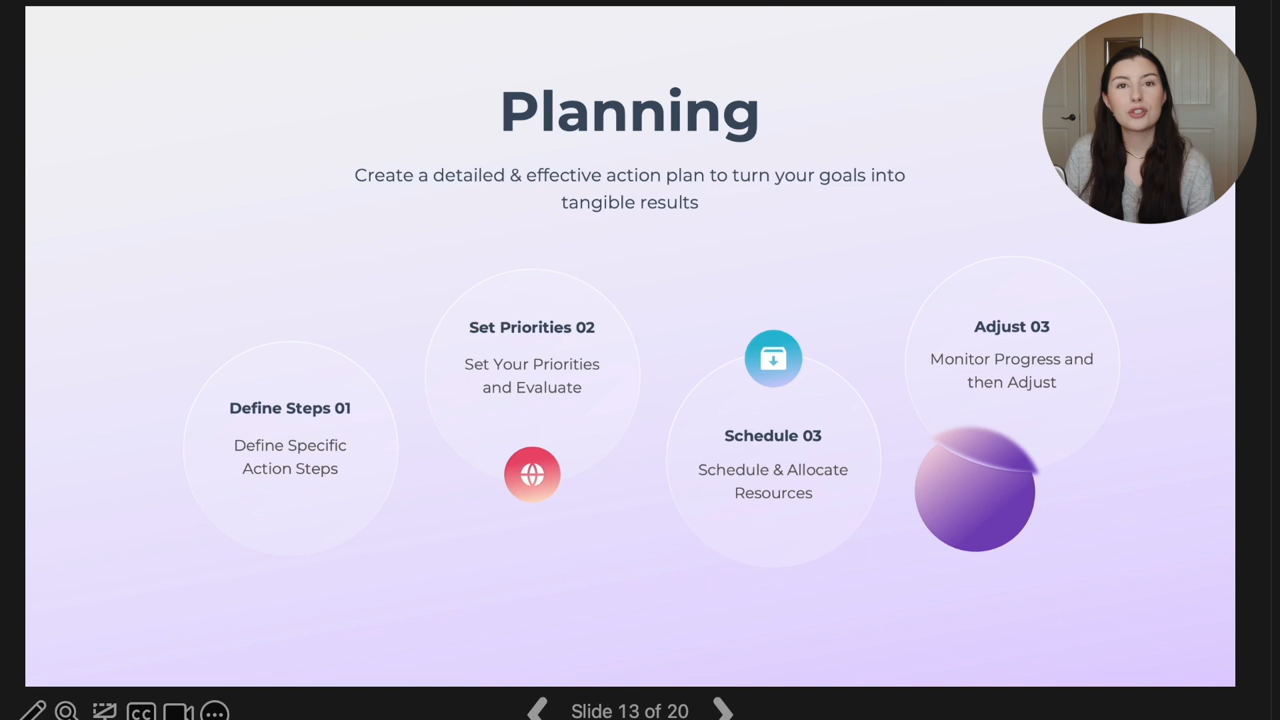 Planning
Create a detailed & effective action plan to turn your goals into
tangible results
Define Steps 01
Define Specific
Action Steps
Set Priorities 02
Set Your Priorities
and Evaluate
Schedule 03
Schedule & Allocate
Resources
Adjust 03
Monitor Progress and
then Adjust
CC
Slide 13 of 20